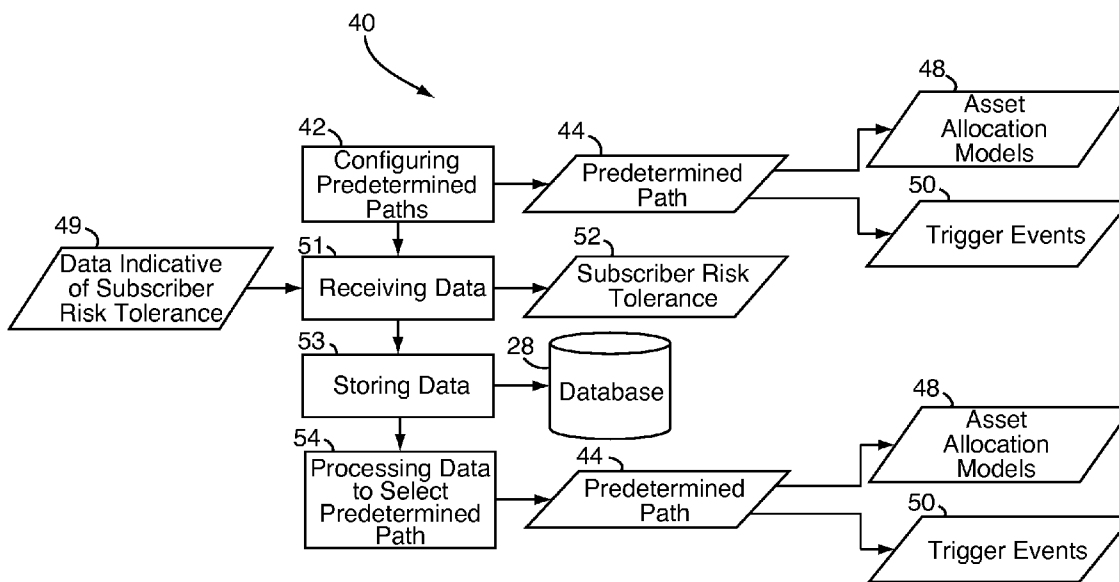 40
42
Configuring
Predetermined
Paths
44
Predetermined
Path
48
Asset
Allocation
Models
50
Trigger Events
49
Data Indicative
of Subscriber
Risk Tolerance
51
Receiving Data
52
Subscriber Risk
Tolerance
53
Storing Data
28
Database
54
Processing Data
to Select
Predetermined
Path
44
Predetermined
Path
48
Asset
Allocation
Models
50
Trigger Events